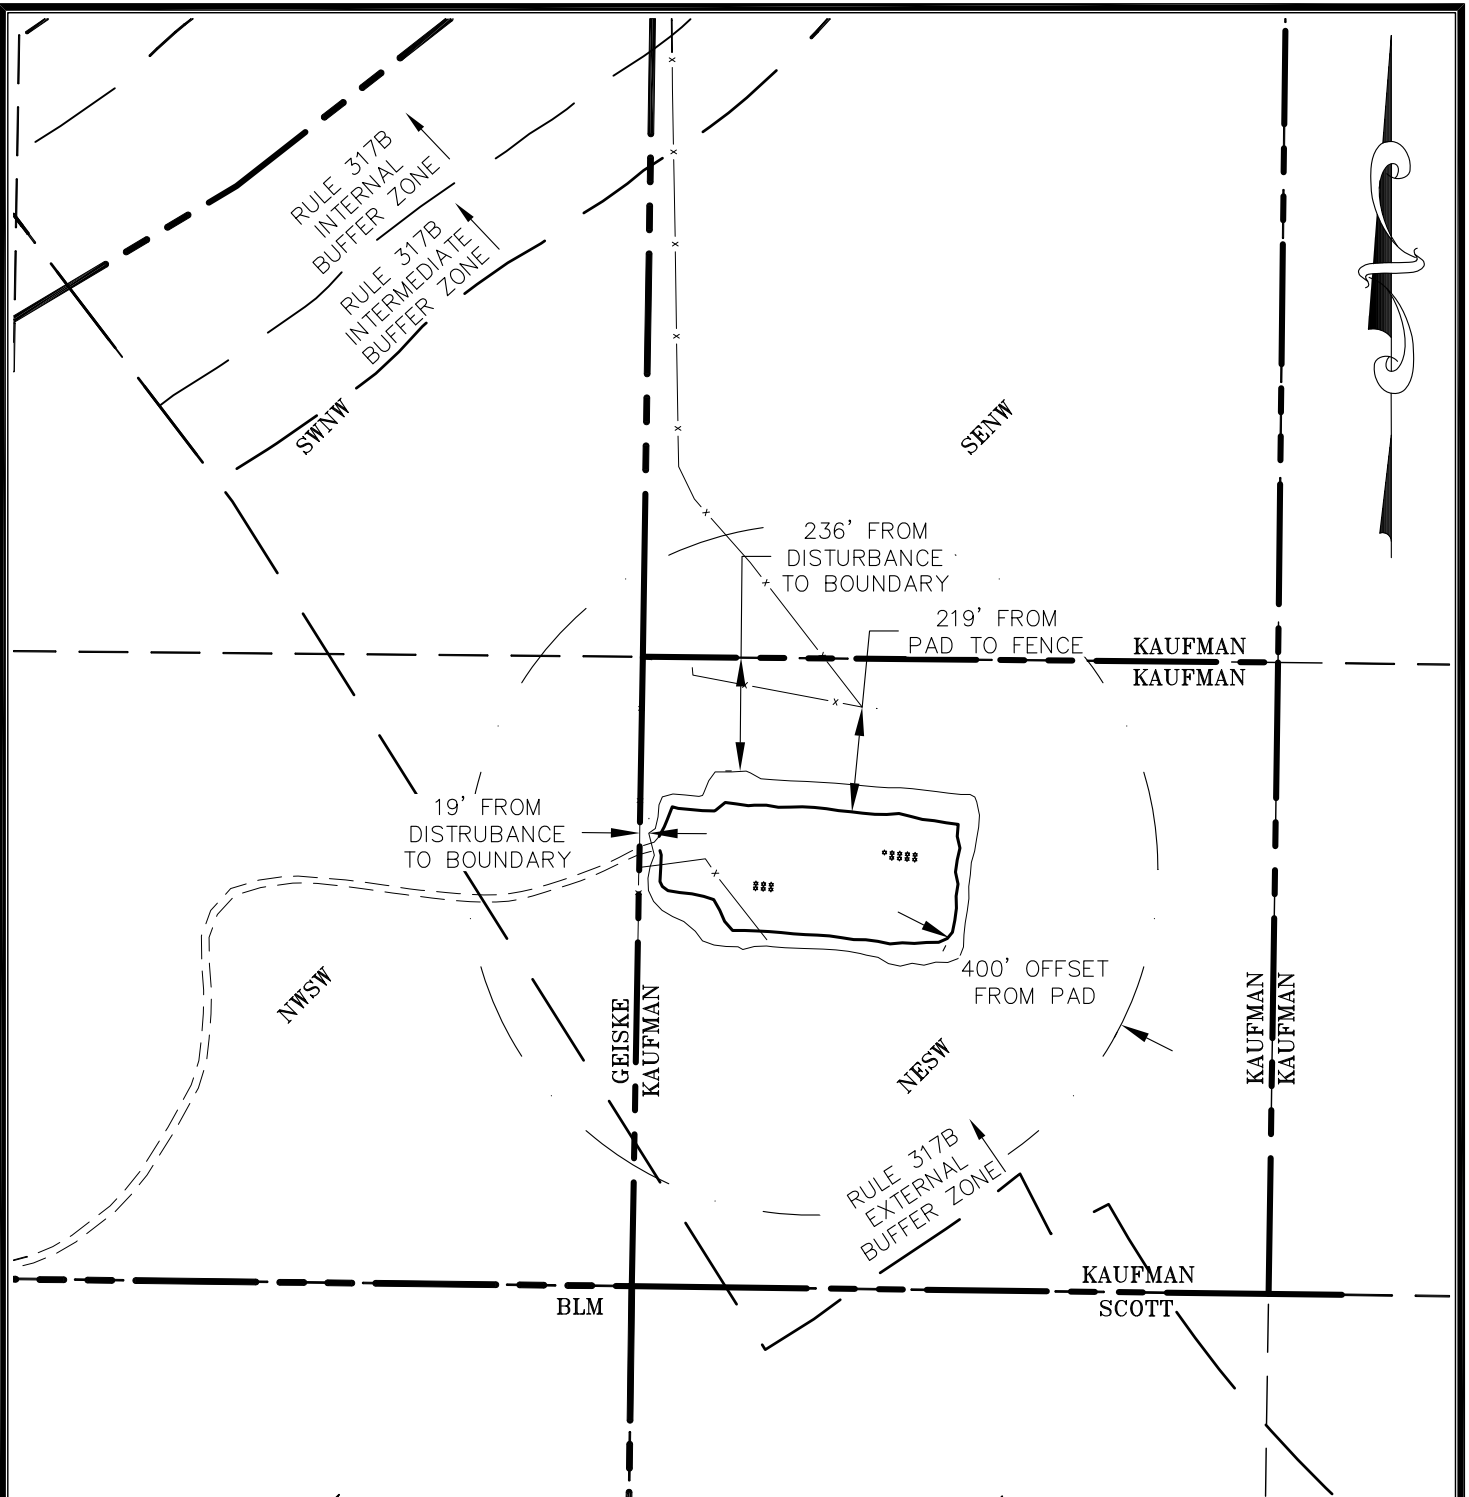 RULE 317B
INTERNAL
BUFFER ZONE
RULE 317B
INTERMEDIATE
BUFFER ZONE
SWNW
SENW
236' FROM
DISTURBANCE
TO BOUNDARY
219' FROM
PAD TO FENCE
KAUFMAN
KAUFMAN
19' FROM
DISTRUBANCE
TO BOUNDARY
400' OFFSET
FROM PAD
NWSW
GEISKE
KAUFMAN
KAUFMAN
KAUFMAN
NESW
RULE 317B
EXTERNAL
BUFFER ZONE
KAUFMAN
BLM
SCOTT